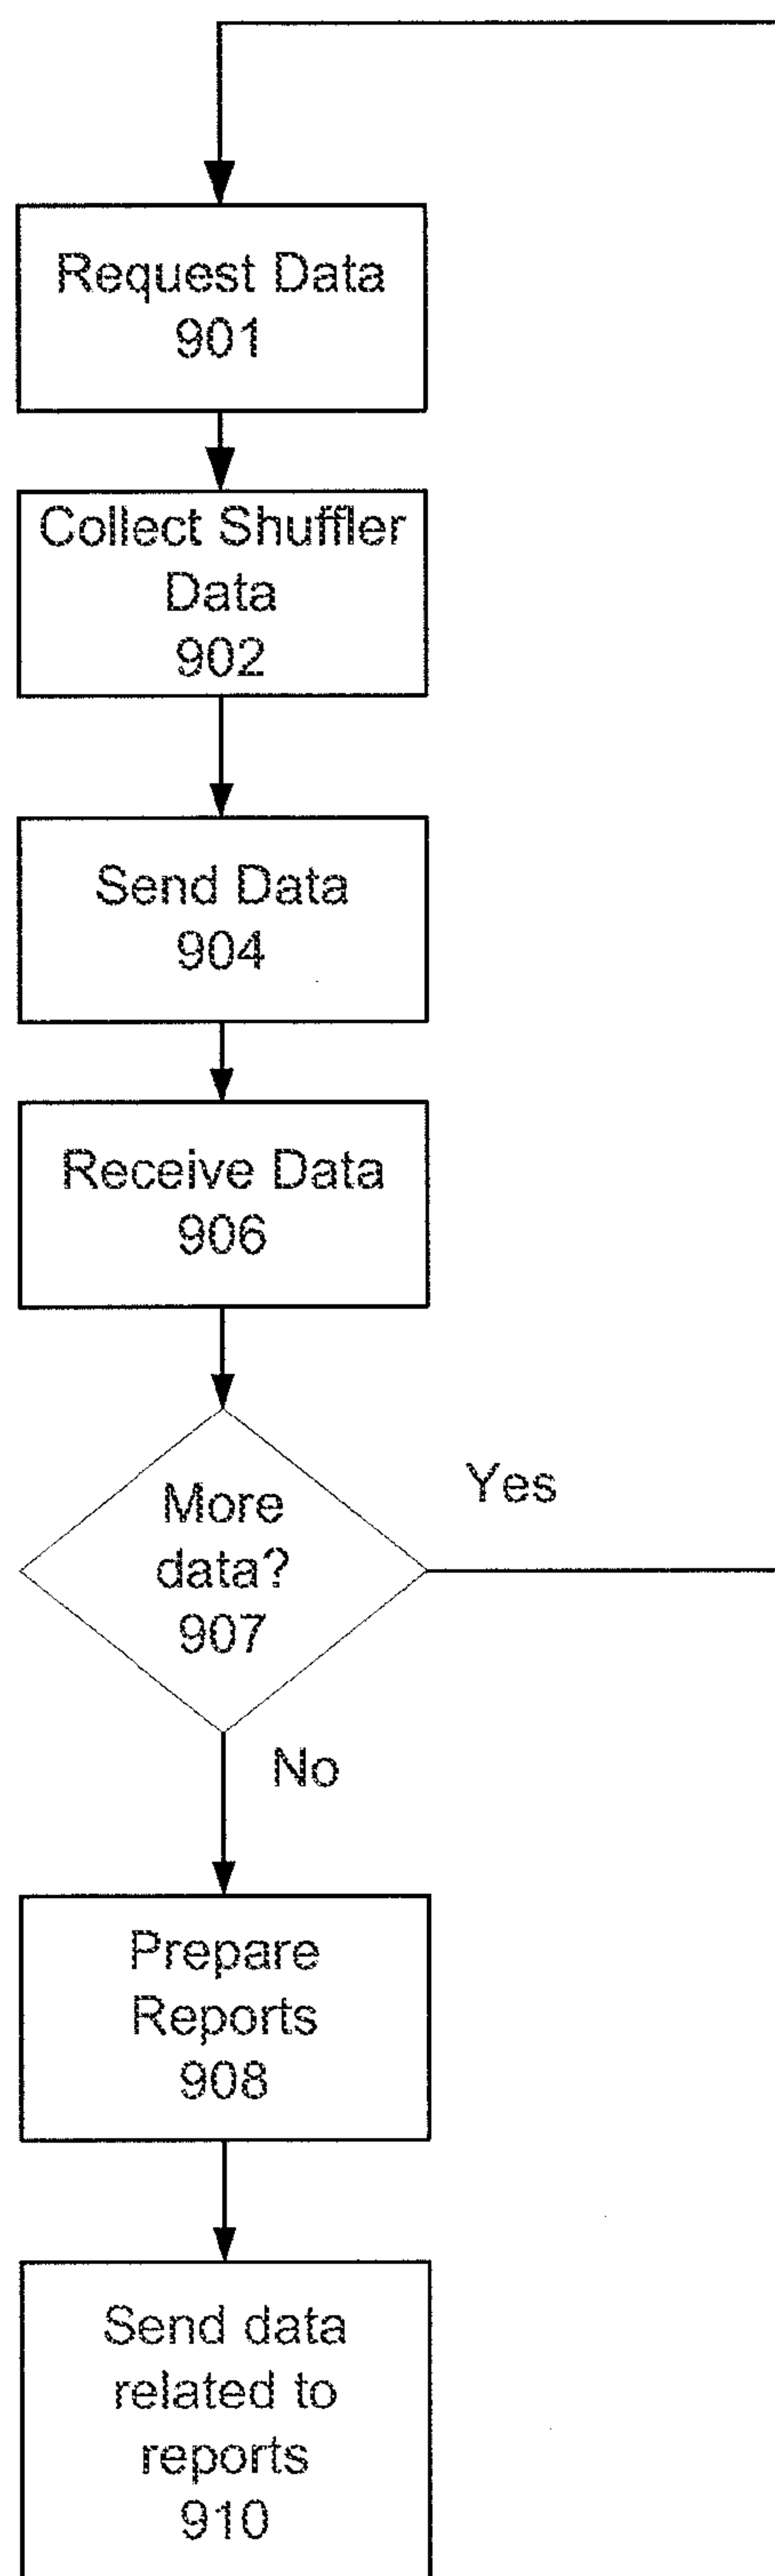 Request Data
901
Collect Shuffler
Data
902
Send Data
904
Receive Data
906
More
data?
907
Yes
No
Prepare
Reports
908
Send data
related to
reports
910